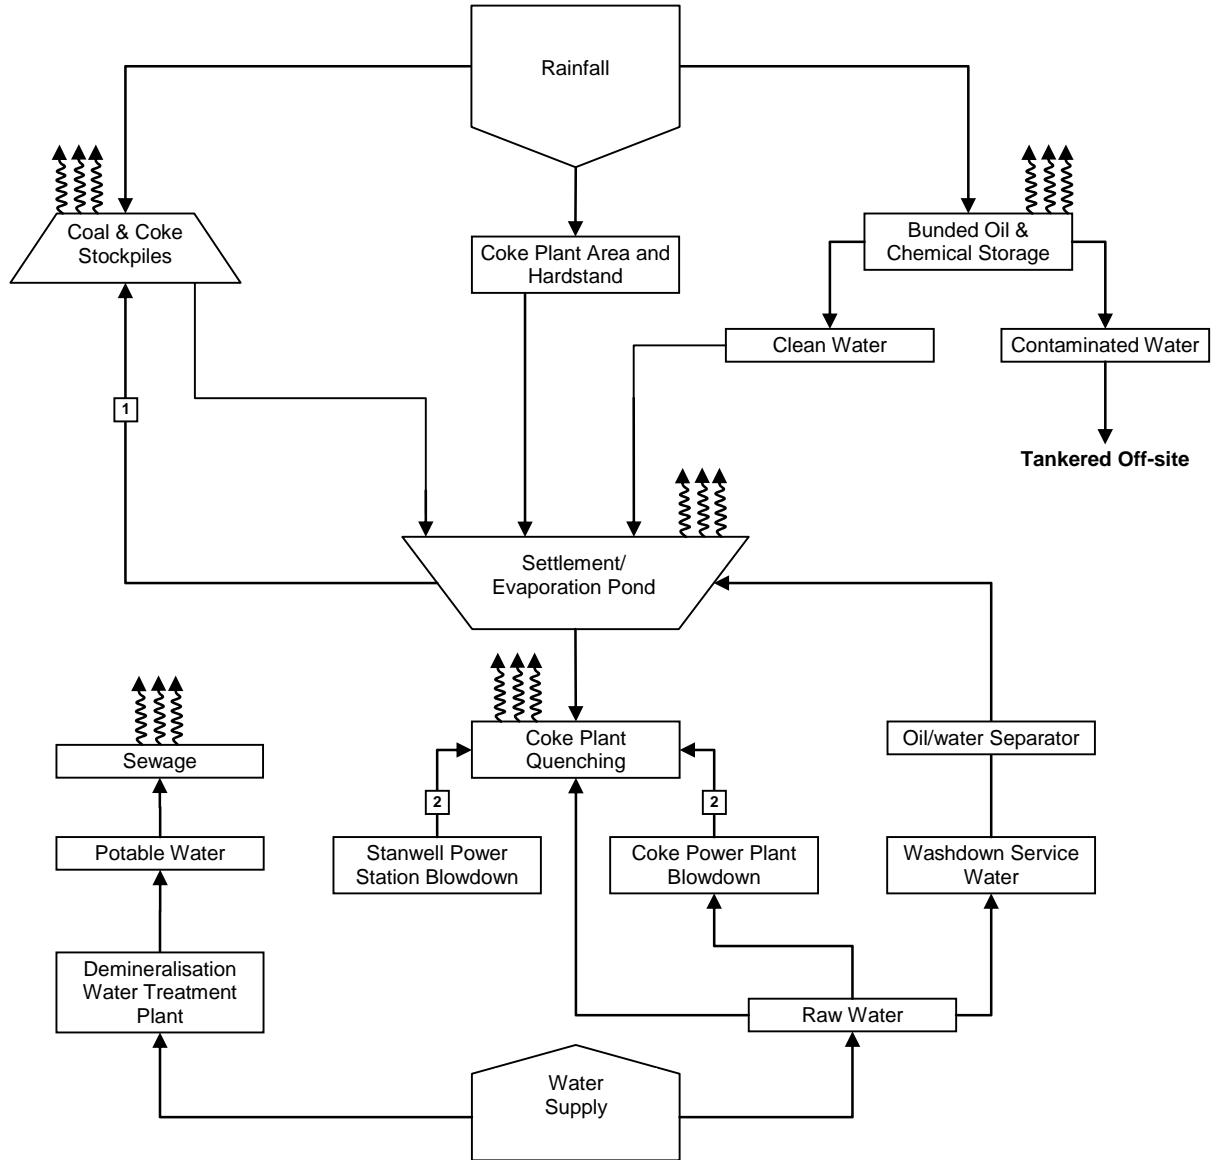 Rainfall
Coal & Coke
Stockpiles
Coke Plant Area and
Hardstand
Bunded Oil &
Chemical Storage
Clean Water
Contaminated Water
1
Tankered Off-site
Settlement/
Evaporation Pond
Sewage
Coke Plant
Quenching
Oil/water Separator
2
2
Potable Water
Stanwell Power
Station Blowdown
Coke Power Plant
Blowdown
Washdown Service
Water
Demineralisation
Water Treatment
Plant
Raw Water
Water
Supply